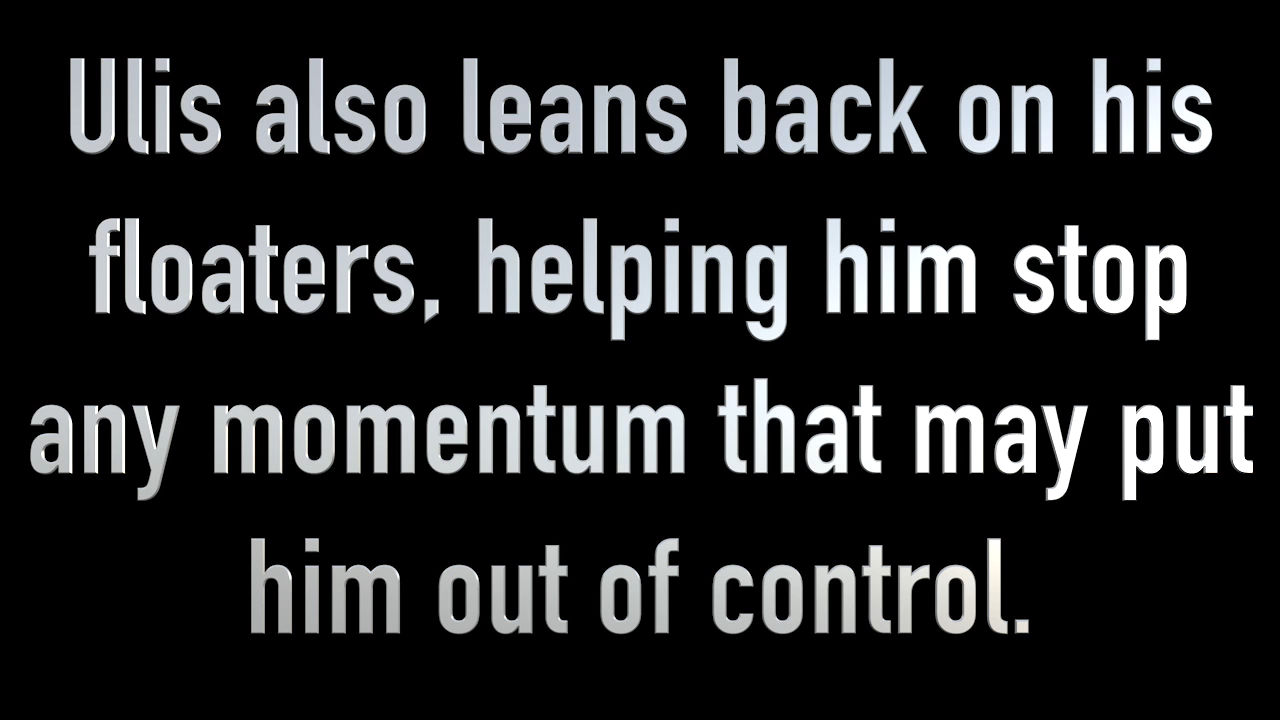 Ulis also leans back on his
floaters, helping him stop
any momentum that may put
him out of control.